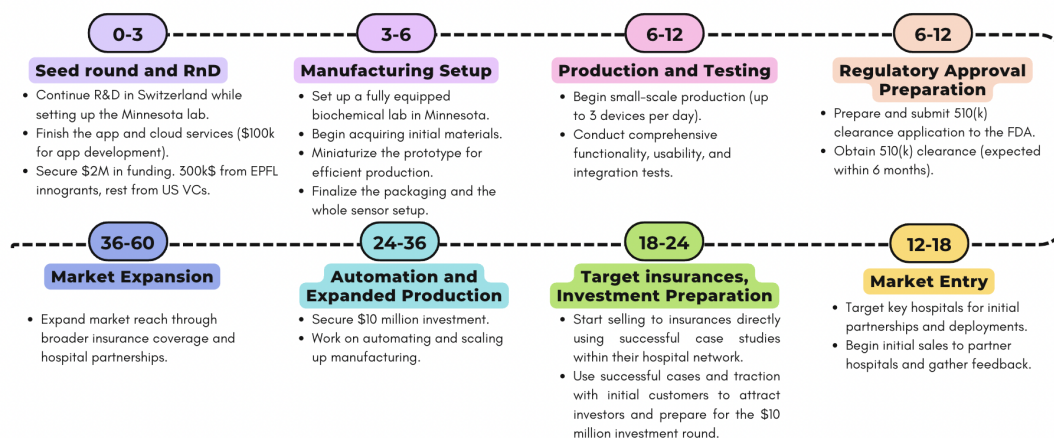 0-3
Seed round and RnD
• Continue R&D in Switzerland while
setting up the Minnesota lab.
• Finish the app and cloud services ($100k
for app development).
• Secure $2M in funding. 300k$ from EPFL
innogrants, rest from US VCs.
3-6
Manufacturing Setup
• Set up a fully equipped
biochemical lab in Minnesota.
• Begin acquiring initial materials.
• Miniaturize the prototype for
efficient production.
• Finalize the packaging and the
whole sensor setup.
6-12
Production and Testing
• Begin small-scale production (up
to 3 devices per day).
• Conduct comprehensive
functionality, usability, and
integration tests.
6-12
Regulatory Approval
Preparation
• Prepare and submit 510(k)
clearance application to the FDA.
• Obtain 510(k) clearance (expected
within 6 months).
12-18
Market Entry
• Target key hospitals for initial
partnerships and deployments.
• Begin initial sales to partner
hospitals and gather feedback.
18-24
Target insurances,
Investment Preparation
• Start selling to insurances directly
using successful case studies
within their hospital network.
• Use successful cases and traction
with initial customers to attract
investors and prepare for the $10
million investment round.
24-36
Automation and
Expanded Production
• Secure $10 million investment.
• Work on automating and scaling
up manufacturing.
36-60
Market Expansion
• Expand market reach through
broader insurance coverage and
hospital partnerships.